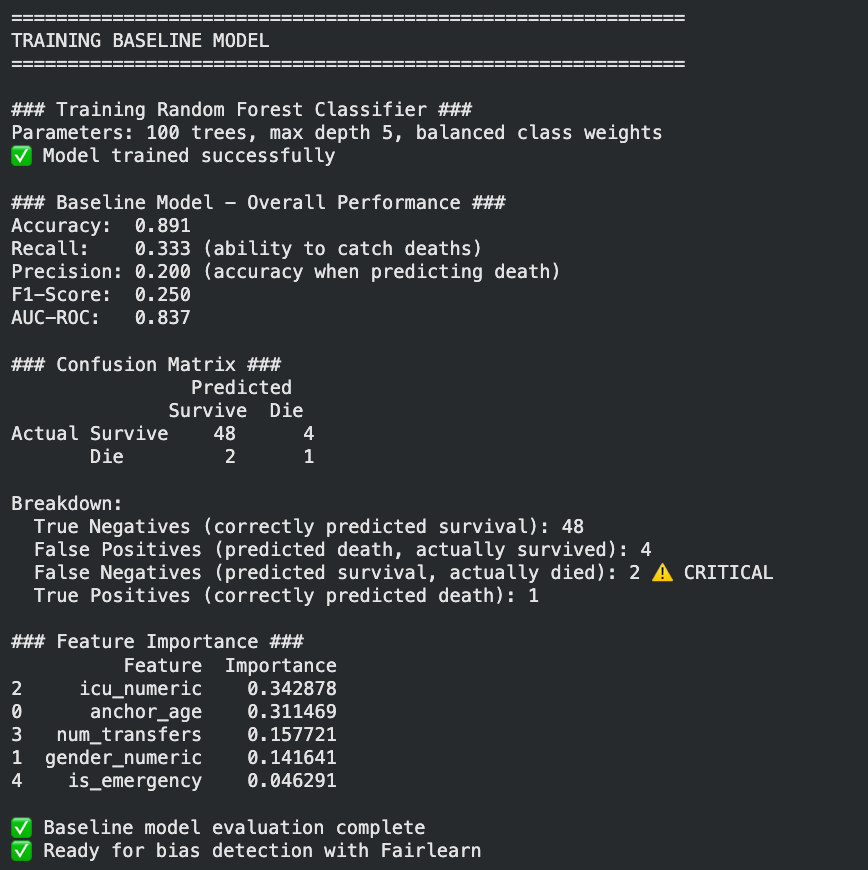 ============================================================
TRAINING BASELINE MODEL
============================================================
### Training Random Forest Classifier ###
Parameters: 100 trees, max depth 5, balanced class weights
✅ Model trained successfully
### Baseline Model - Overall Performance ###
Accuracy:  0.891
Recall:    0.333 (ability to catch deaths)
Precision: 0.200 (accuracy when predicting death)
F1-Score:  0.250
AUC-ROC:   0.837
### Confusion Matrix ###
                Predicted
              Survive  Die
Actual Survive    48      4
       Die         2      1
Breakdown:
  True Negatives (correctly predicted survival): 48
  False Positives (predicted death, actually survived): 4
  False Negatives (predicted survival, actually died): 2 ⚠️ CRITICAL
  True Positives (correctly predicted death): 1
### Feature Importance ###
          Feature  Importance
2     icu_numeric    0.342878
0      anchor_age    0.311469
3   num_transfers    0.157721
1  gender_numeric    0.141641
4    is_emergency    0.046291
✅ Baseline model evaluation complete
✅ Ready for bias detection with Fairlearn